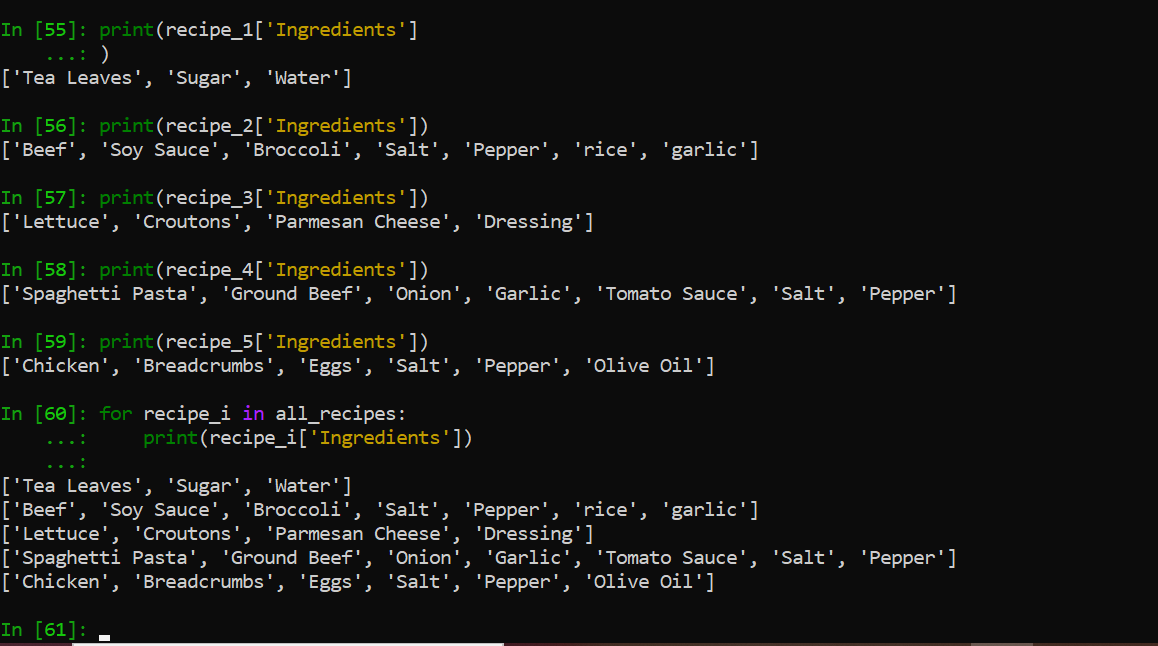 In [55]: print(recipe_1['Ingredients']
    ...: )
['Tea Leaves', 'Sugar', 'Water']
In [56]: print(recipe_2['Ingredients'])
['Beef', 'Soy Sauce', 'Broccoli', 'Salt', 'Pepper', 'rice', 'garlic']
In [57]: print(recipe_3['Ingredients'])
['Lettuce', 'Croutons', 'Parmesan Cheese', 'Dressing']
In [58]: print(recipe_4['Ingredients'])
['Spaghetti Pasta', 'Ground Beef', 'Onion', 'Garlic', 'Tomato Sauce', 'Salt', 'Pepper']
In [59]: print(recipe_5['Ingredients'])
['Chicken', 'Breadcrumbs', 'Eggs', 'Salt', 'Pepper', 'Olive Oil']
In [60]: for recipe_i in all_recipes:
    ...:     print(recipe_i['Ingredients'])
    ...:
['Tea Leaves', 'Sugar', 'Water']
['Beef', 'Soy Sauce', 'Broccoli', 'Salt', 'Pepper', 'rice', 'garlic']
['Lettuce', 'Croutons', 'Parmesan Cheese', 'Dressing']
['Spaghetti Pasta', 'Ground Beef', 'Onion', 'Garlic', 'Tomato Sauce', 'Salt', 'Pepper']
['Chicken', 'Breadcrumbs', 'Eggs', 'Salt', 'Pepper', 'Olive Oil']
In [61]: